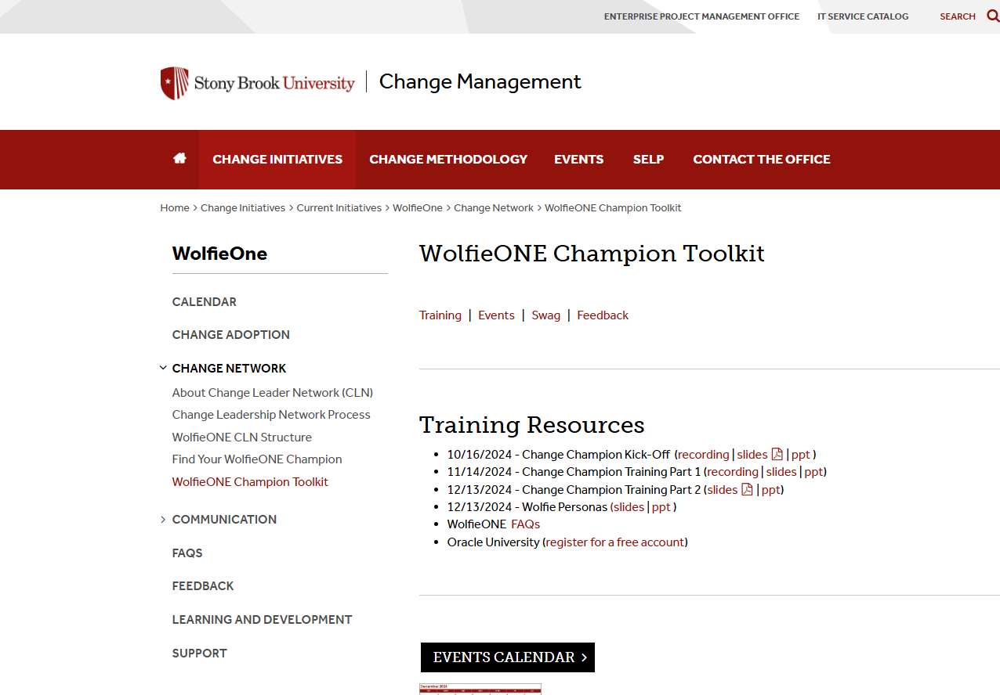 ENTERPRISE PROJECT MANAGEMENT OFFICE IT SERVICE CATALOG SEARCH
Stony Brook University | Change Management
CHANGE INITIATIVES CHANGE METHODOLOGY EVENTS SELP CONTACT THE OFFICE
Home > Change Initiatives > Current Initiatives > WolfieOne > Change Network > WolfieONE Champion Toolkit
WolfieOne
CALENDAR
CHANGE ADOPTION
CHANGE NETWORK
About Change Leader Network (CLN)
Change Leadership Network Process
WolfieONE CLN Structure
Find Your WolfieONE Champion
WolfieONE Champion Toolkit
COMMUNICATION
FAQS
FEEDBACK
LEARNING AND DEVELOPMENT
SUPPORT
WolfieONE Champion Toolkit
Training | Events | Swag | Feedback
Training Resources
• 10/16/2024 - Change Champion Kick-Off (recording | slides | ppt )
• 11/14/2024 - Change Champion Training Part 1 (recording | slides | ppt)
• 12/13/2024 - Change Champion Training Part 2 (slides | ppt)
• 12/13/2024 - Wolfie Personas (slides | ppt )
• WolfieONE FAQs
• Oracle University (register for a free account)
EVENTS CALENDAR >
December 2024